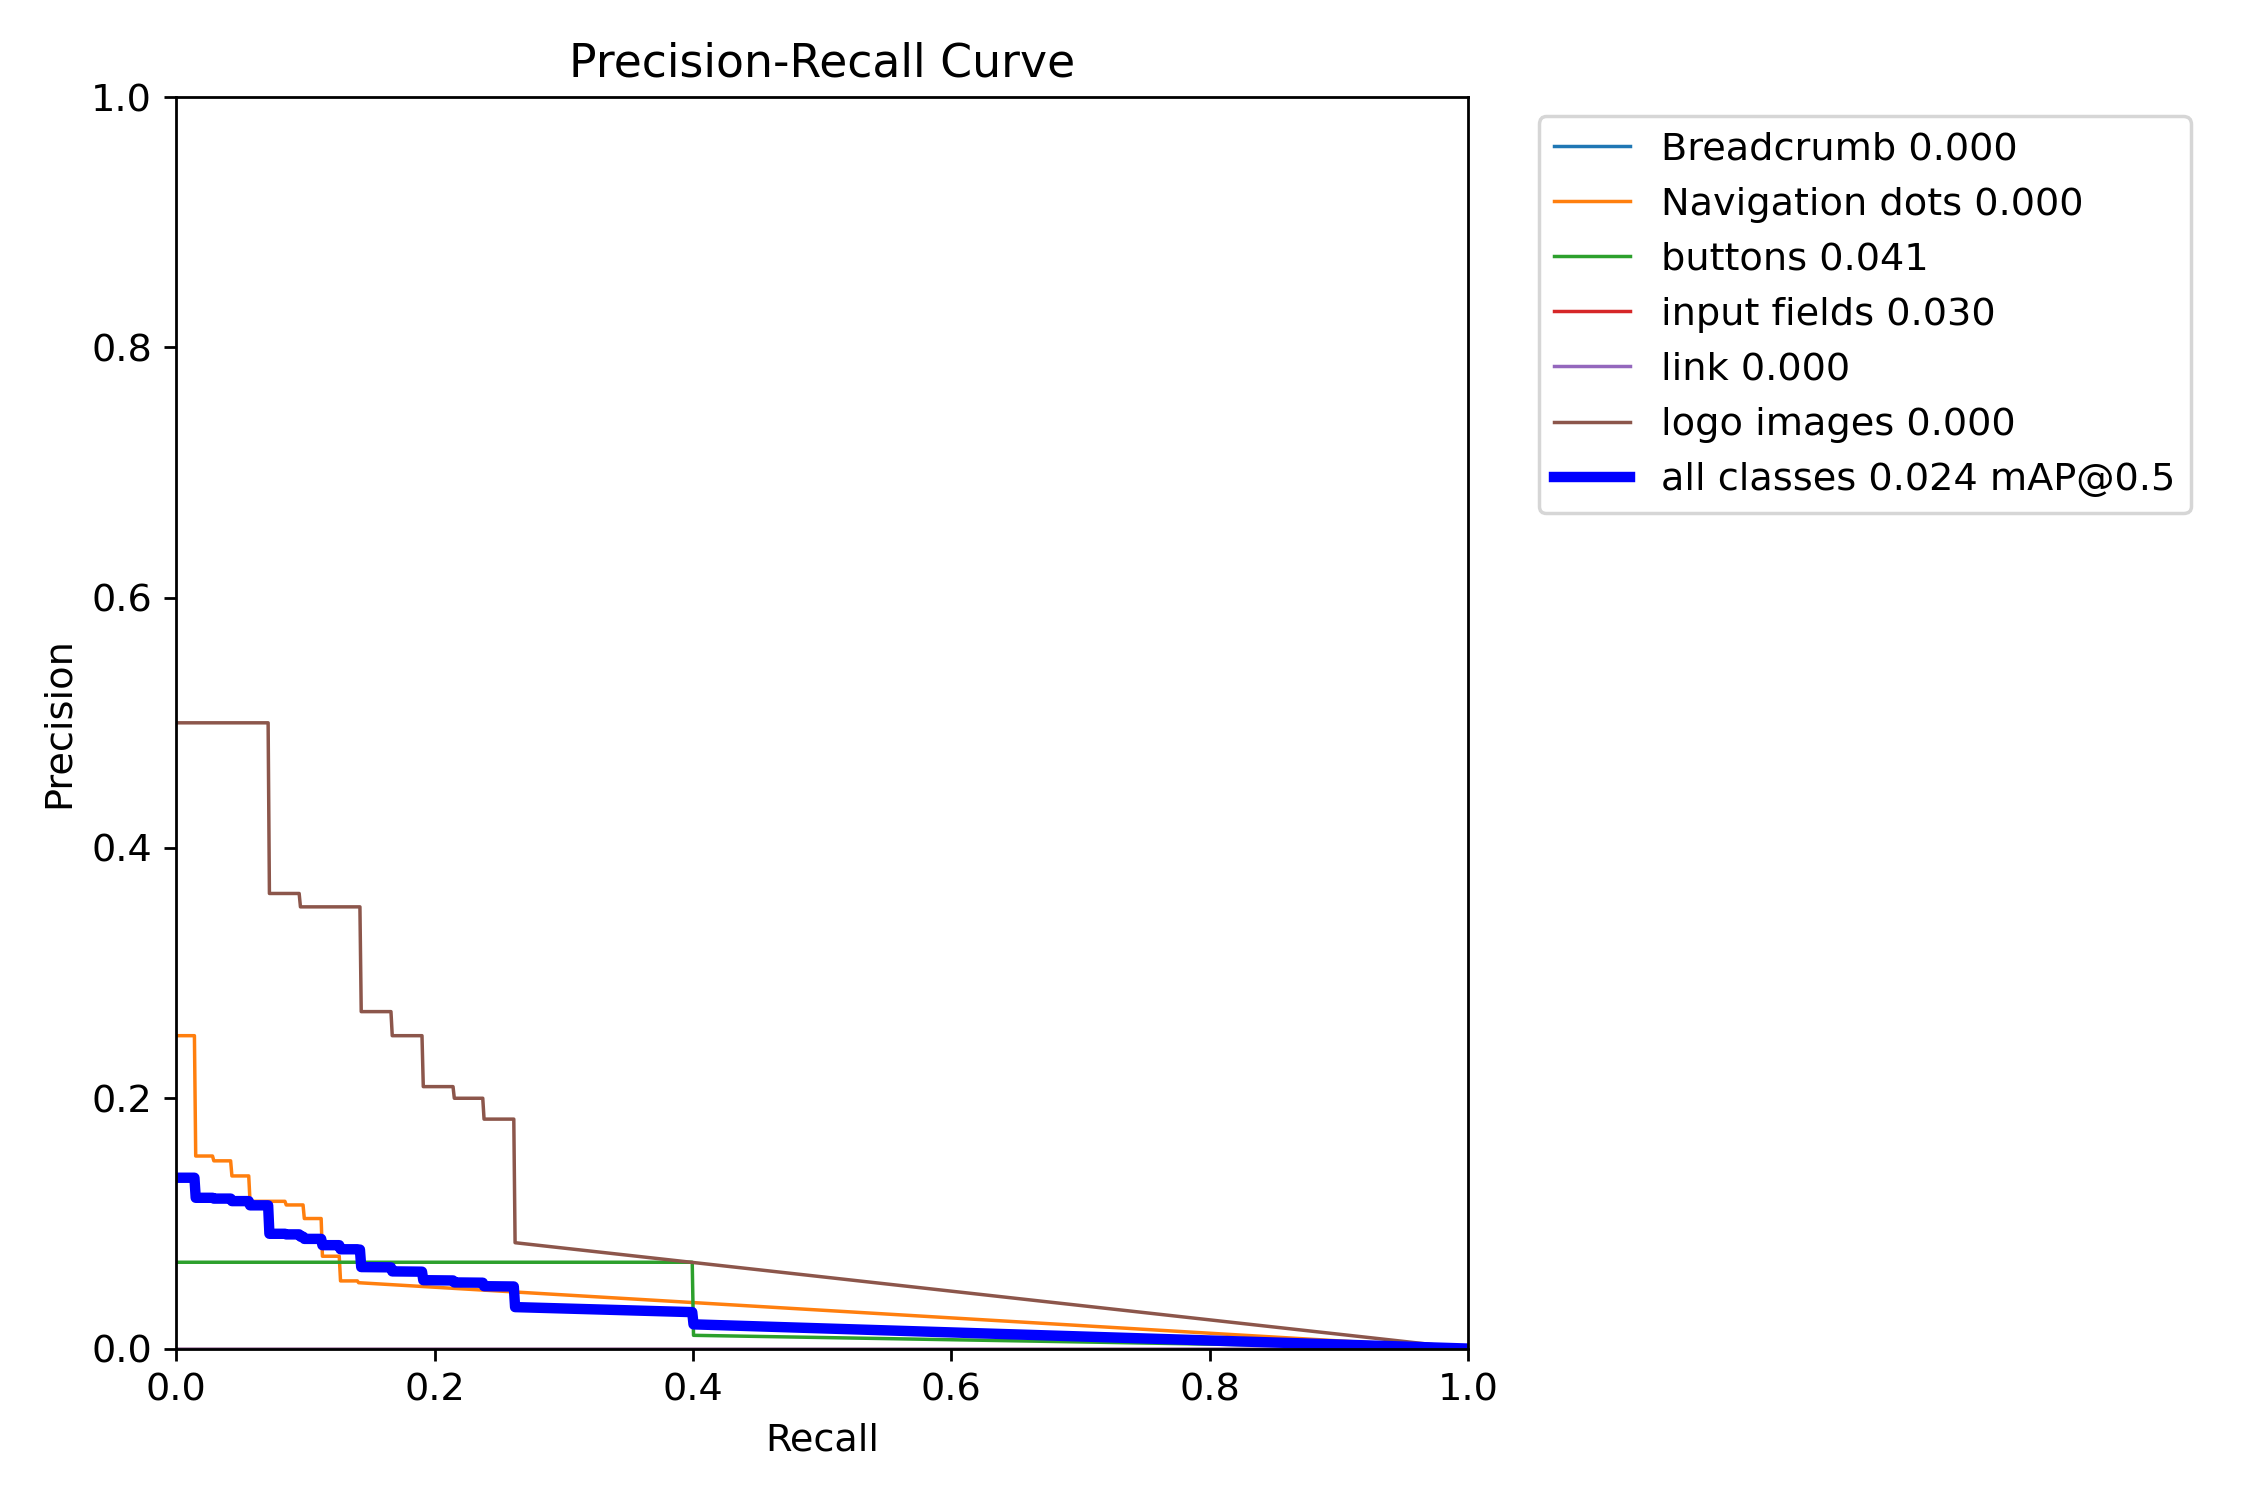 Precision-Recall Curve
1.0
0.8
0.6
0.4
0.2
0.0
Precision
0.0 0.2 0.4 0.6 0.8 1.0
Recall
Breadcrumb 0.000
Navigation dots 0.000
buttons 0.041
input fields 0.030
link 0.000
logo images 0.000
all classes 0.024 mAP@0.5